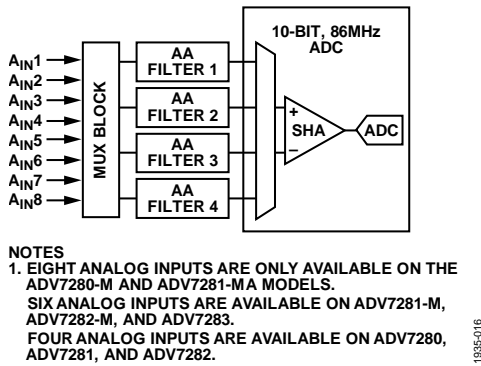 10-BIT, 86MHz
ADC
AIN1
AIN2
AIN3
AIN4
AIN5
AIN6
AIN7
AIN8
MUX BLOCK
AA
FILTER 1
AA
FILTER 2
AA
FILTER 3
AA
FILTER 4
+
SHA
–
ADC
NOTES
1. EIGHT ANALOG INPUTS ARE ONLY AVAILABLE ON THE
ADV7280-M AND ADV7281-MA MODELS.
SIX ANALOG INPUTS ARE AVAILABLE ON ADV7281-M,
ADV7282-M, AND ADV7283.
FOUR ANALOG INPUTS ARE AVAILABLE ON ADV7280,
ADV7281, AND ADV7282.
1935-016